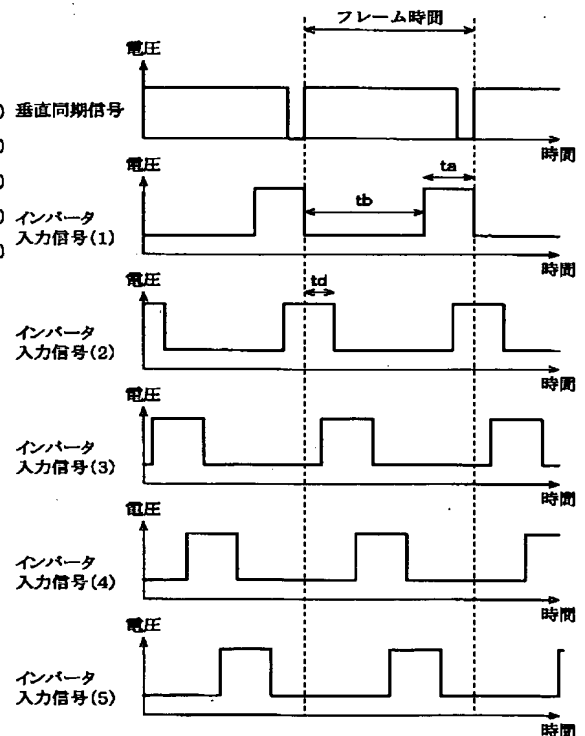 フレーム時間
電圧
垂直同期信号
時間
電圧
ta
tb
インバータ
入力信号(1)
時間
電圧
td
インバータ
入力信号(2)
時間
電圧
インバータ
入力信号(3)
時間
電圧
インバータ
入力信号(4)
時間
電圧
インバータ
入力信号(5)
時間